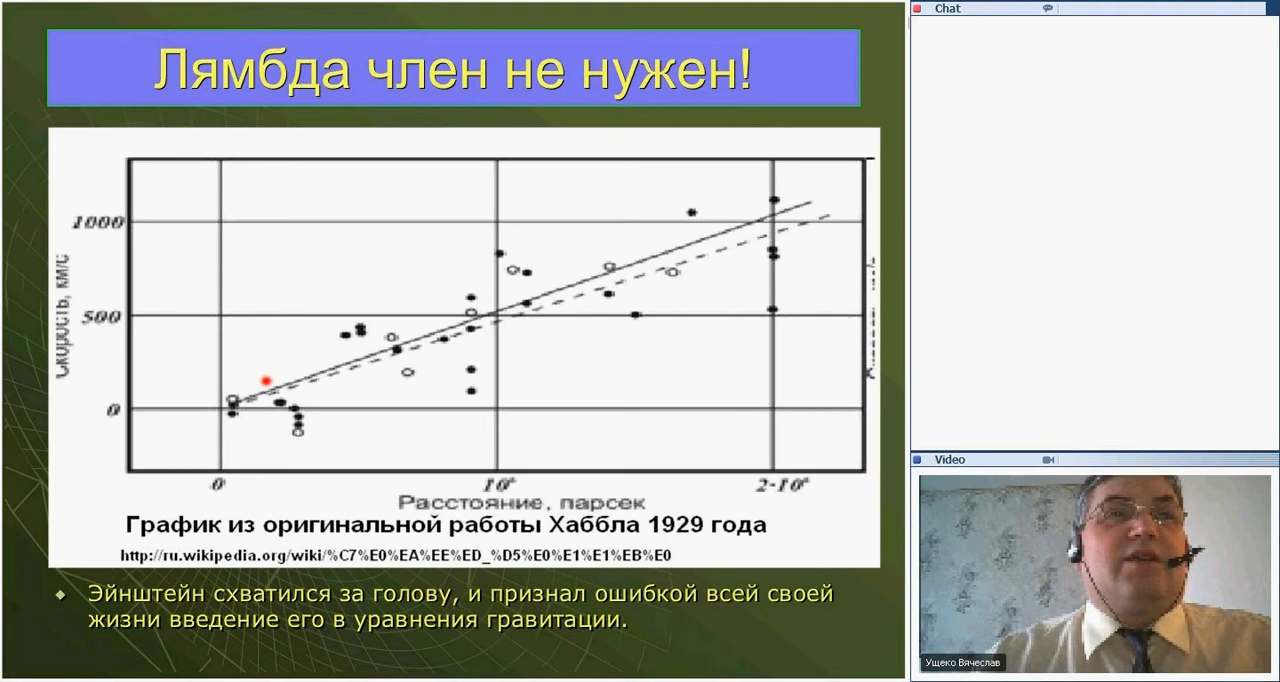 Лямбда член не нужен!
Скорость, км/с
1000
500
0
0
10⁶
2·10⁶
Расстояние, парсек
График из оригинальной работы Хаббла 1929 года
http://ru.wikipedia.org/wiki/%C7%E0%EA%EE%ED_%D5%E0%E1%E1%EB%E0
Эйнштейн схватился за голову, и признал ошибкой всей своей
жизни введение его в уравнения гравитации.
Chat
Video
Ущеко Вячеслав